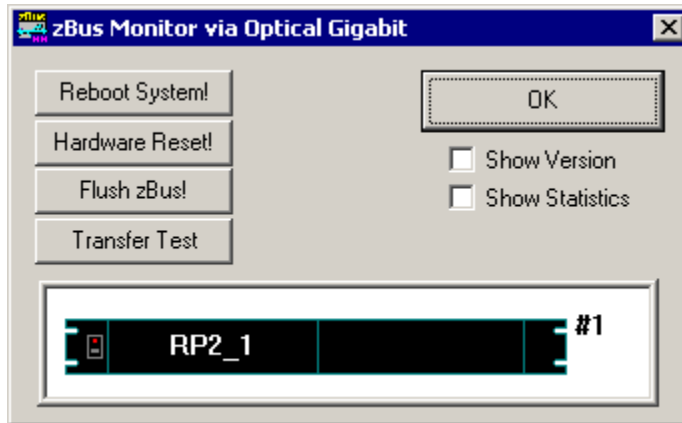 zBus Monitor via Optical Gigabit
Reboot System!
Hardware Reset!
Flush zBus!
Transfer Test
OK
Show Version
Show Statistics
RP2_1
#1